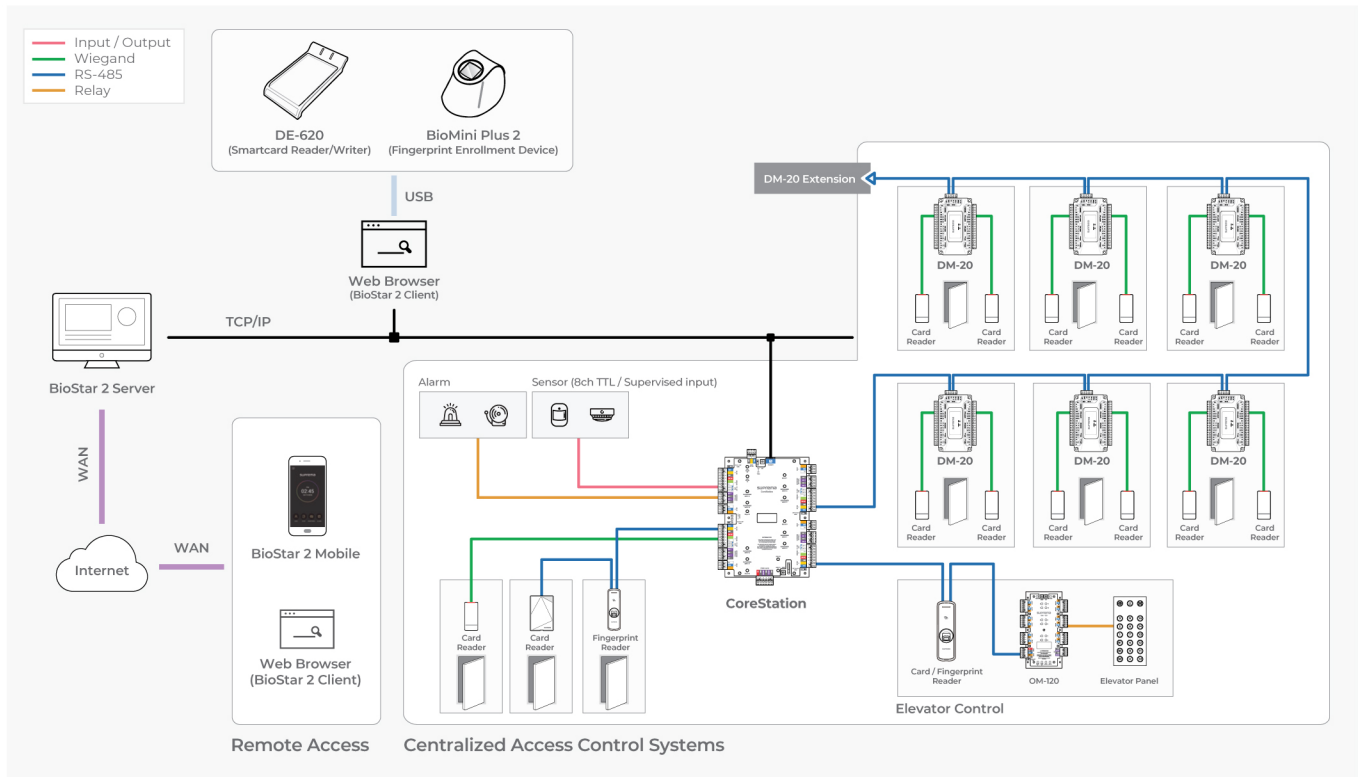 Input / Output
Wiegand
RS-485
Relay
DE-620
(Smartcard Reader/Writer)
BioMini Plus 2
(Fingerprint Enrollment Device)
USB
Web Browser
(BioStar 2 Client)
TCP/IP
BioStar 2 Server
WAN
Internet
WAN
BioStar 2 Mobile
Web Browser
(BioStar 2 Client)
Remote Access
DM-20 Extension
DM-20
DM-20
DM-20
Card
Reader
Card
Reader
Card
Reader
Card
Reader
Card
Reader
Card
Reader
DM-20
DM-20
DM-20
Card
Reader
Card
Reader
Card
Reader
Card
Reader
Card
Reader
Card
Reader
Alarm
Sensor (8ch TTL / Supervised input)
CoreStation
Card
Reader
Card
Reader
Fingerprint
Reader
Card / Fingerprint
Reader
OM-120
Elevator Panel
Elevator Control
Centralized Access Control Systems